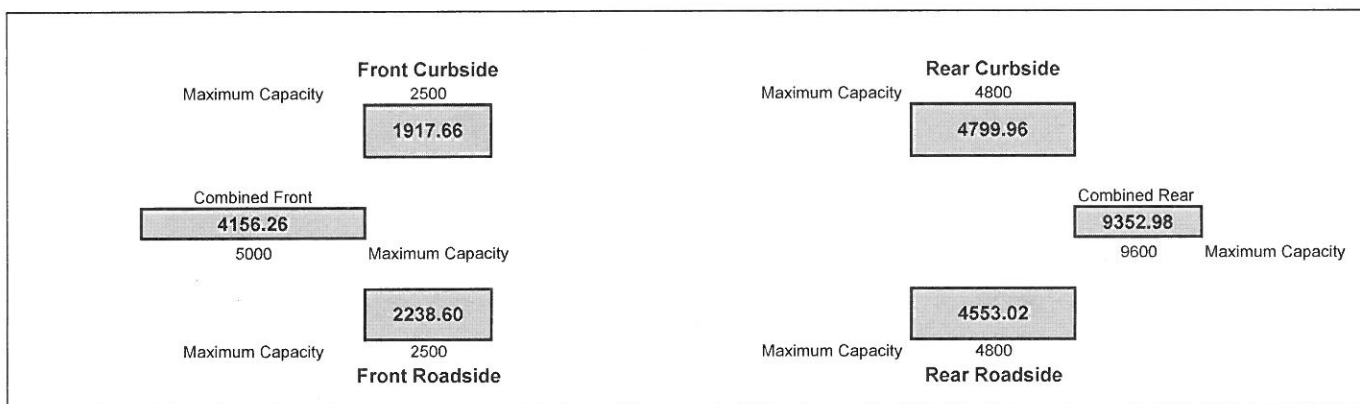 Front Curbside
Maximum Capacity 2500
1917.66
Combined Front
4156.26
5000 Maximum Capacity
2238.60
Maximum Capacity 2500
Front Roadside
Rear Curbside
Maximum Capacity 4800
4799.96
Combined Rear
9352.98
9600 Maximum Capacity
4553.02
Maximum Capacity 4800
Rear Roadside